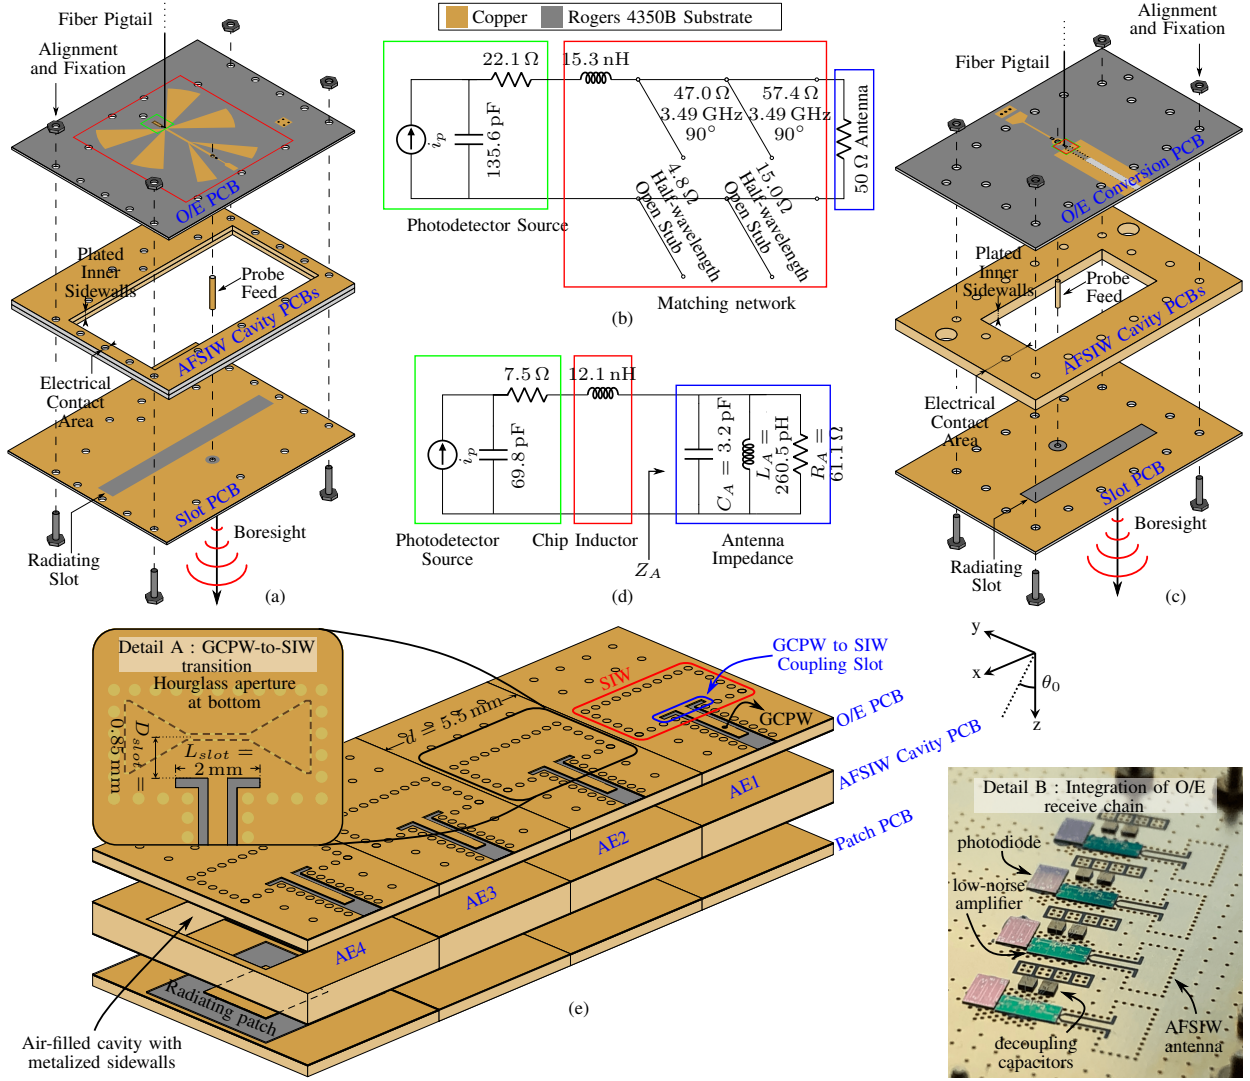 Copper
Rogers 4350B Substrate
Fiber Pigtail
Alignment
and Fixation
O/E PCB
Plated
Inner
Sidewalls
Probe
Feed
AFSIW Cavity PCBs
Electrical
Contact
Area
Slot PCB
Radiating
Slot
Boresight
(a)
22.1 Ω
15.3 nH
i_p
135.6 pF
47.0 Ω
3.49 GHz
90°
57.4 Ω
3.49 GHz
90°
4.8 Ω
Half-wavelength
Open Stub
15.0 Ω
Half-wavelength
Open Stub
50 Ω Antenna
Photodetector Source
Matching network
(b)
Alignment
and Fixation
Fiber Pigtail
O/E Conversion PCB
Plated
Inner
Sidewalls
Probe
Feed
AFSIW Cavity PCBs
Electrical
Contact
Area
Slot PCB
Radiating
Slot
Boresight
(c)
7.5 Ω
12.1 nH
i_p
69.8 pF
C_A = 3.2 pF
L_A =
260.5 pH
R_A =
61.1 Ω
Photodetector
Source
Chip Inductor
Z_A
Antenna
Impedance
(d)
Detail A : GCPW-to-SIW
transition
Hourglass aperture
at bottom
D_slot =
0.85 mm
L_slot =
2 mm
d = 5.5 mm
SIW
GCPW to SIW
Coupling Slot
GCPW
O/E PCB
AFSIW Cavity PCB
Patch PCB
AE1
AE2
AE3
AE4
Radiating patch
Air-filled cavity with
metalized sidewalls
(e)
y
x
z
θ_0
Detail B : Integration of O/E
receive chain
photodiode
low-noise
amplifier
decoupling
capacitors
AFSIW
antenna